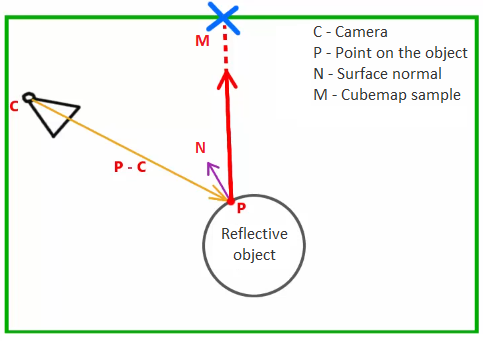 M
C - Camera
P - Point on the object
N - Surface normal
M - Cubemap sample
C
N
P - C
P
Reflective
object